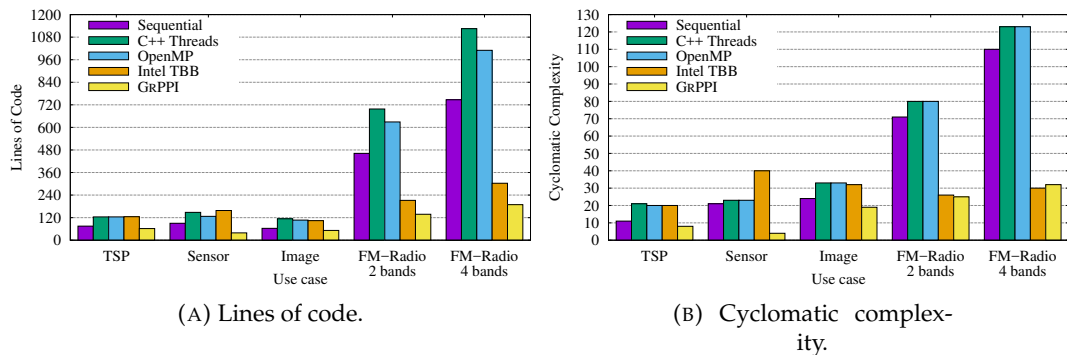 Lines of Code
1200
1080
960
840
720
600
480
360
240
120
0
Sequential
C++ Threads
OpenMP
Intel TBB
GRPPI
TSP
Sensor
Image
FM−Radio
2 bands
FM−Radio
4 bands
Use case
(A) Lines of code.
Cyclomatic Complexity
130
120
110
100
90
80
70
60
50
40
30
20
10
0
Sequential
C++ Threads
OpenMP
Intel TBB
GRPPI
TSP
Sensor
Image
FM−Radio
2 bands
FM−Radio
4 bands
Use case
(B) Cyclomatic complex-
ity.